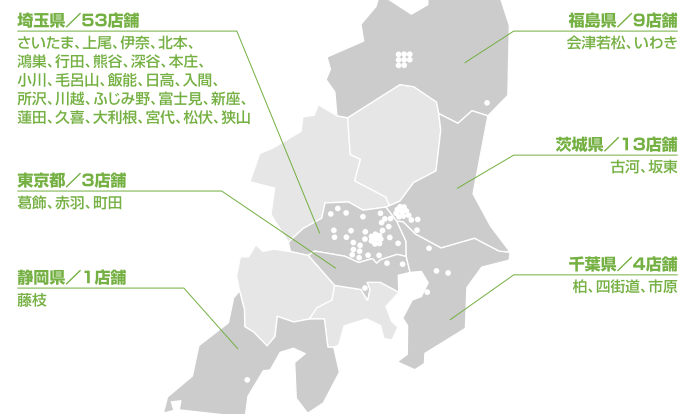 埼玉県／53店舗
さいたま、上尾、伊奈、北本、
鴻巣、行田、熊谷、深谷、本庄、
小川、毛呂山、飯能、日高、入間、
所沢、川越、ふじみ野、富士見、新座、
蓮田、久喜、大利根、宮代、松伏、狭山
東京都／3店舗
葛飾、赤羽、町田
静岡県／1店舗
藤枝
福島県／9店舗
会津若松、いわき
茨城県／13店舗
古河、坂東
千葉県／4店舗
柏、四街道、市原